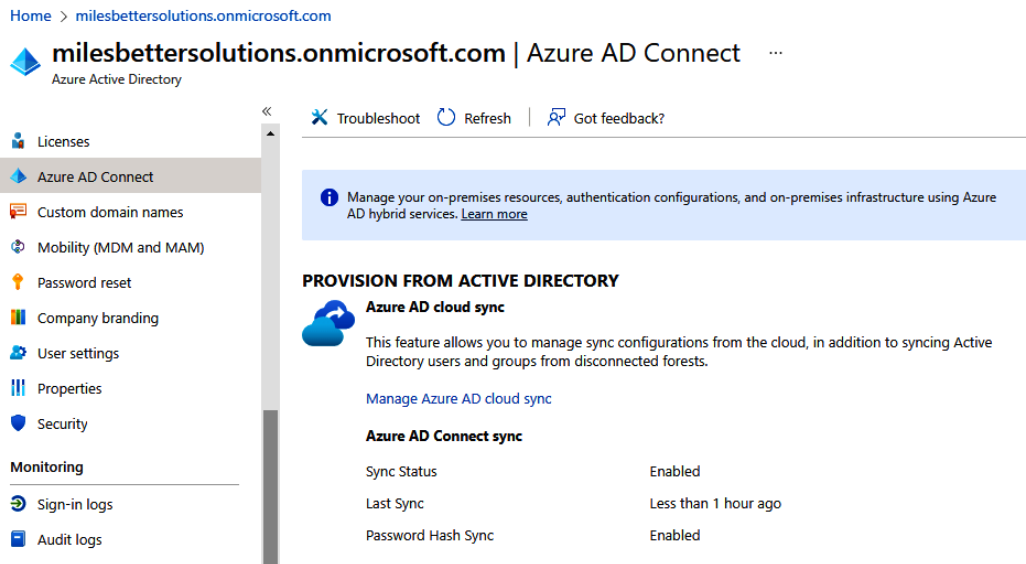 Home > milesbettersolutions.onmicrosoft.com
milesbettersolutions.onmicrosoft.com | Azure AD Connect ...
Azure Active Directory
«
Licenses
Azure AD Connect
Custom domain names
Mobility (MDM and MAM)
Password reset
Company branding
User settings
Properties
Security
Monitoring
Sign-in logs
Audit logs
Troubleshoot Refresh | Got feedback?
Manage your on-premises resources, authentication configurations, and on-premises infrastructure using Azure
AD hybrid services. Learn more
PROVISION FROM ACTIVE DIRECTORY
Azure AD cloud sync
This feature allows you to manage sync configurations from the cloud, in addition to syncing Active
Directory users and groups from disconnected forests.
Manage Azure AD cloud sync
Azure AD Connect sync
Sync Status Enabled
Last Sync Less than 1 hour ago
Password Hash Sync Enabled